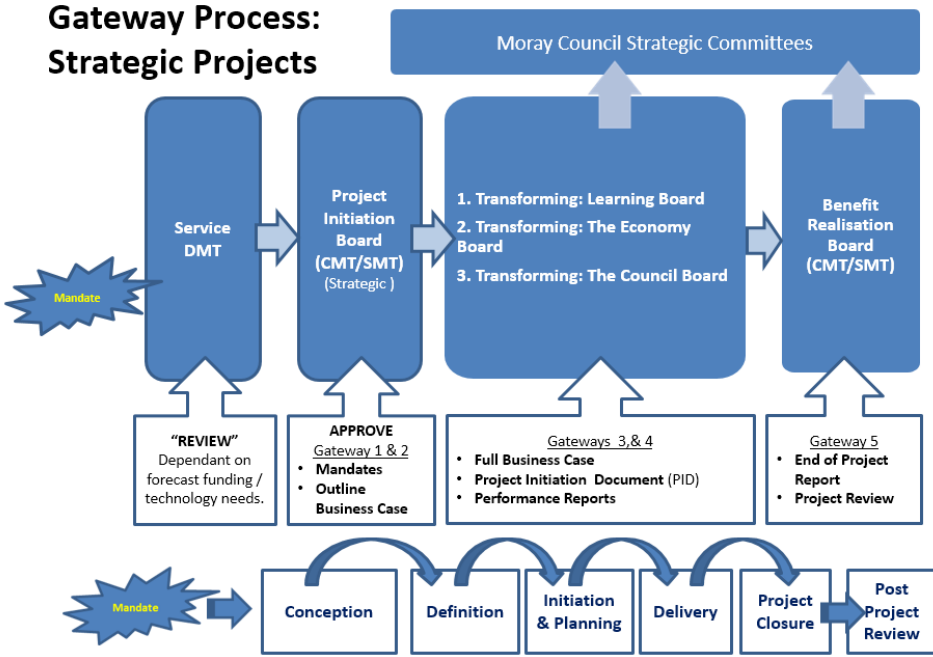 Gateway Process:
Strategic Projects
Moray Council Strategic Committees
Mandate
Service
DMT
Project
Initiation
Board
(CMT/SMT)
(Strategic )
1. Transforming: Learning Board
2. Transforming: The Economy
Board
3. Transforming: The Council Board
Benefit
Realisation
Board
(CMT/SMT)
“REVIEW”
Dependant on
forecast funding /
technology needs.
APPROVE
Gateway 1 & 2
• Mandates
• Outline
Business Case
Gateways 3,& 4
• Full Business Case
• Project Initiation Document (PID)
• Performance Reports
Gateway 5
• End of Project
Report
• Project Review
Mandate
Conception
Definition
Initiation
& Planning
Delivery
Project
Closure
Post
Project
Review